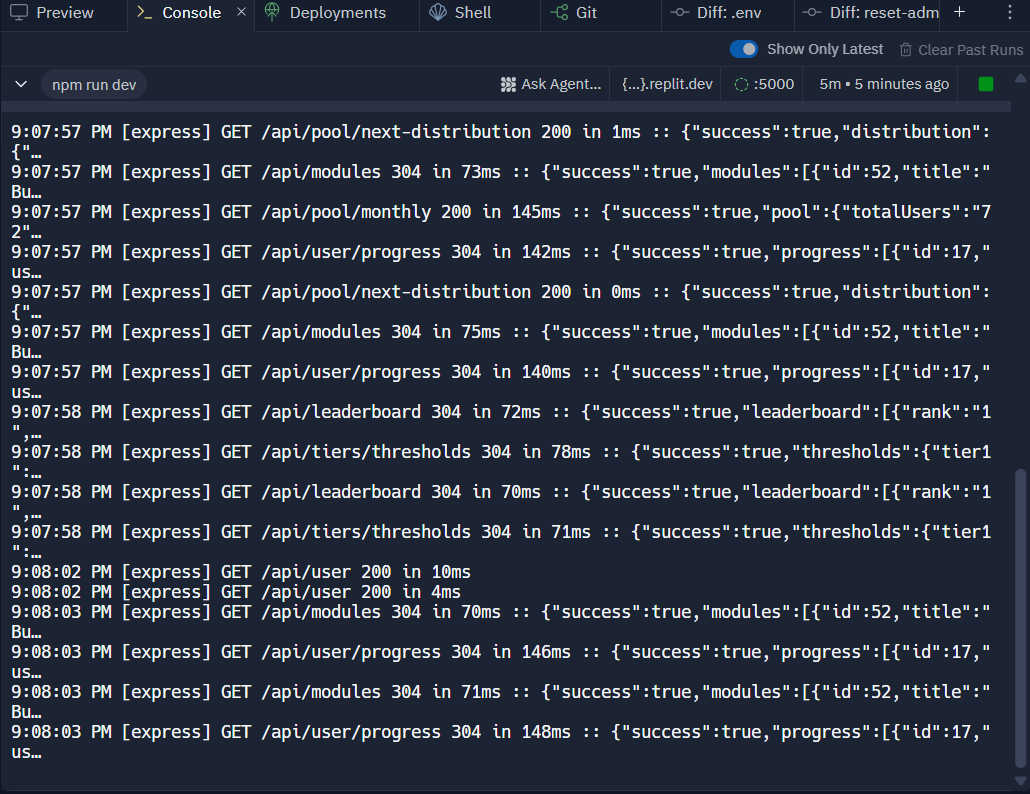 Preview
Console
Deployments
Shell
Git
Diff: .env
Diff: reset-adm
Show Only Latest
Clear Past Runs
npm run dev
Ask Agent...
{...}.replit.dev
:5000
5m • 5 minutes ago
9:07:57 PM [express] GET /api/pool/next-distribution 200 in 1ms :: {"success":true,"distribution":
{"…
9:07:57 PM [express] GET /api/modules 304 in 73ms :: {"success":true,"modules":[{"id":52,"title":"
Bu…
9:07:57 PM [express] GET /api/pool/monthly 200 in 145ms :: {"success":true,"pool":{"totalUsers":"7
2"…
9:07:57 PM [express] GET /api/user/progress 304 in 142ms :: {"success":true,"progress":[{"id":17,"
us…
9:07:57 PM [express] GET /api/pool/next-distribution 200 in 0ms :: {"success":true,"distribution":
{"…
9:07:57 PM [express] GET /api/modules 304 in 75ms :: {"success":true,"modules":[{"id":52,"title":"
Bu…
9:07:57 PM [express] GET /api/user/progress 304 in 140ms :: {"success":true,"progress":[{"id":17,"
us…
9:07:58 PM [express] GET /api/leaderboard 304 in 72ms :: {"success":true,"leaderboard":[{"rank":"1
",…
9:07:58 PM [express] GET /api/tiers/thresholds 304 in 78ms :: {"success":true,"thresholds":{"tier1
":…
9:07:58 PM [express] GET /api/leaderboard 304 in 70ms :: {"success":true,"leaderboard":[{"rank":"1
",…
9:07:58 PM [express] GET /api/tiers/thresholds 304 in 71ms :: {"success":true,"thresholds":{"tier1
":…
9:08:02 PM [express] GET /api/user 200 in 10ms
9:08:02 PM [express] GET /api/user 200 in 4ms
9:08:03 PM [express] GET /api/modules 304 in 70ms :: {"success":true,"modules":[{"id":52,"title":"
Bu…
9:08:03 PM [express] GET /api/user/progress 304 in 146ms :: {"success":true,"progress":[{"id":17,"
us…
9:08:03 PM [express] GET /api/modules 304 in 71ms :: {"success":true,"modules":[{"id":52,"title":"
Bu…
9:08:03 PM [express] GET /api/user/progress 304 in 148ms :: {"success":true,"progress":[{"id":17,"
us…